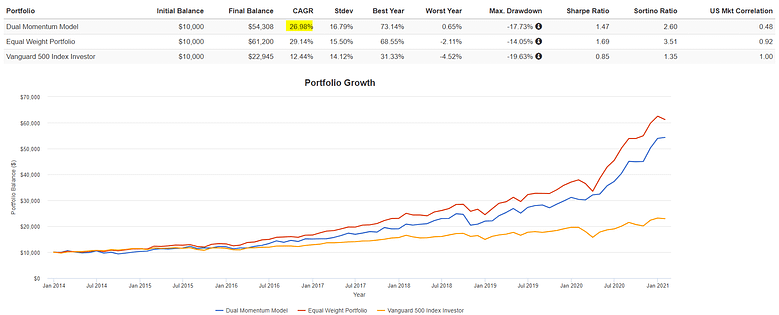 Portfolio Initial Balance Final Balance CAGR Stdev Best Year Worst Year Max. Drawdown Sharpe Ratio Sortino Ratio US Mkt Correlation
Dual Momentum Model $10,000 $54,308 26.98% 16.79% 73.14% 0.65% -17.73% 1.47 2.60 0.48
Equal Weight Portfolio $10,000 $61,200 29.14% 15.50% 68.55% -2.11% -14.05% 1.69 3.51 0.92
Vanguard 500 Index Investor $10,000 $22,945 12.44% 14.12% 31.33% -4.52% -19.63% 0.85 1.35 1.00
Portfolio Growth
$70,000
$60,000
$50,000
$40,000
$30,000
$20,000
$10,000
$0
Portfolio Balance ($)
Jan 2014 Jul 2014 Jan 2015 Jul 2015 Jan 2016 Jul 2016 Jan 2017 Jul 2017 Jan 2018 Jul 2018 Jan 2019 Jul 2019 Jan 2020 Jul 2020 Jan 2021
Year
Dual Momentum Model Equal Weight Portfolio Vanguard 500 Index Investor